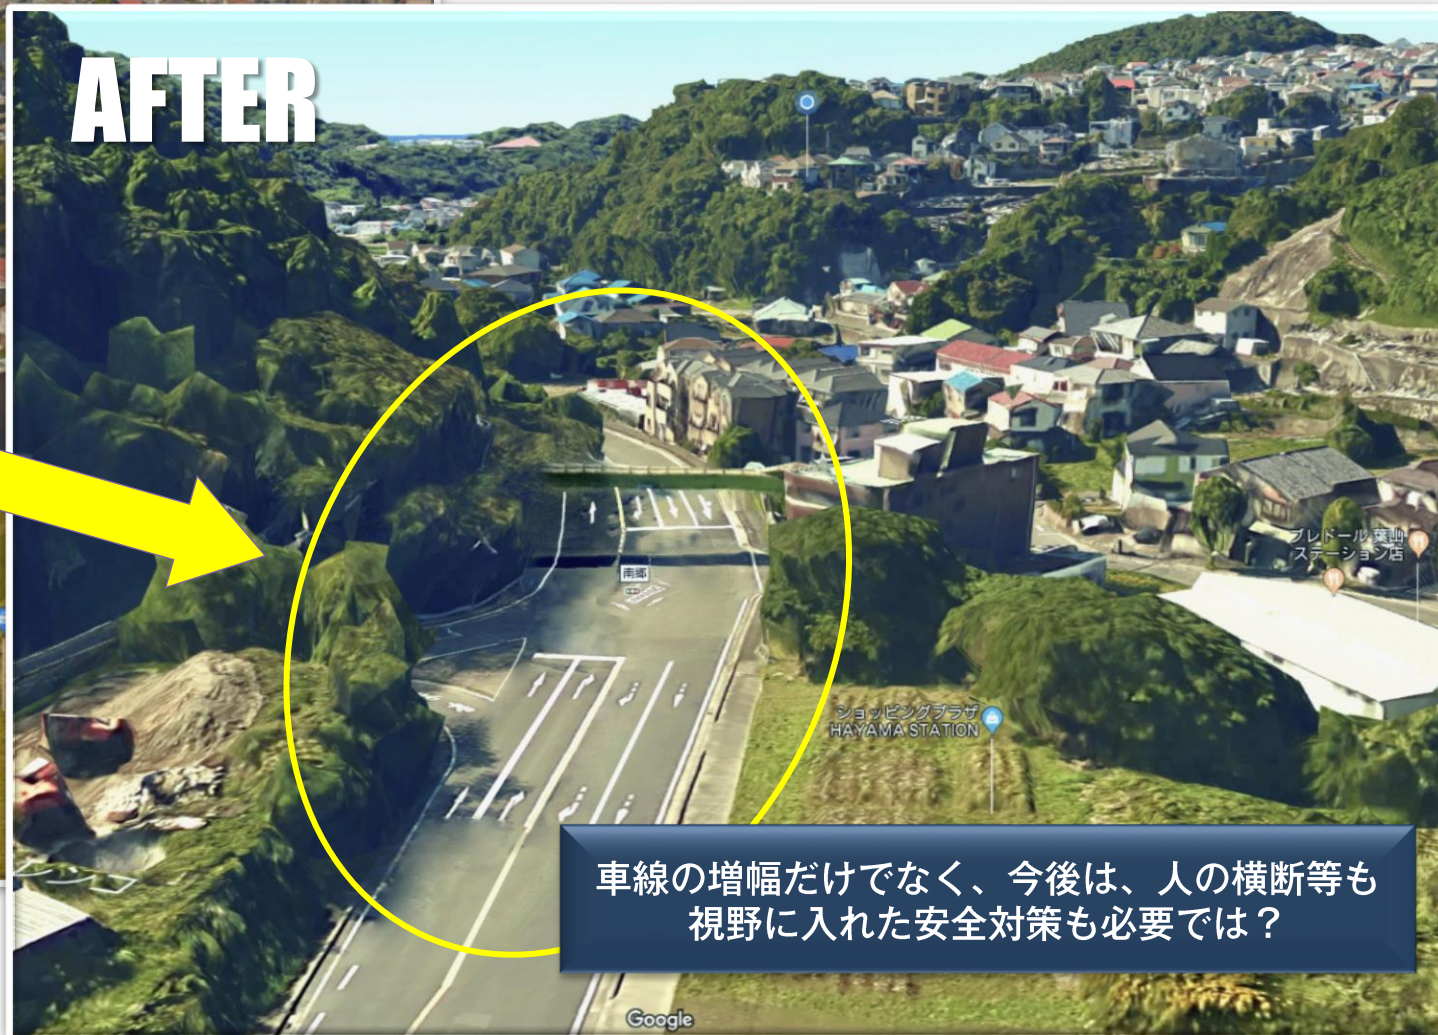 AFTER
南郷
ブレドール 葉山
ステーション店
ショッピングプラザ
HAYAMA STATION
車線の増幅だけでなく、今後は、人の横断等も
視野に入れた安全対策も必要では？
Google